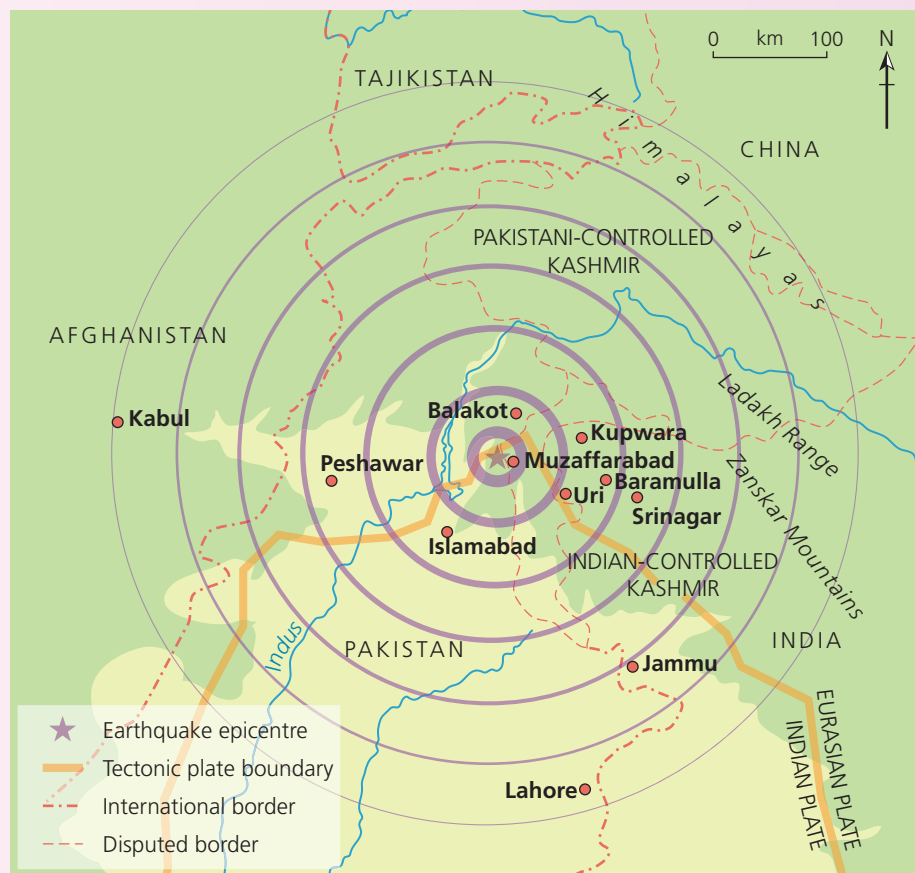 0 km 100
N
TAJIKISTAN
Himalayas
CHINA
PAKISTANI-CONTROLLED
KASHMIR
AFGHANISTAN
Kabul
Balakot
Ladakh Range
Kupwara
Peshawar
Muzaffarabad
Baramulla
Uri
Srinagar
Zanskar Mountains
Islamabad
INDIAN-CONTROLLED
KASHMIR
Indus
PAKISTAN
INDIA
Jammu
EURASIAN PLATE
INDIAN PLATE
Lahore
Earthquake epicentre
Tectonic plate boundary
International border
Disputed border